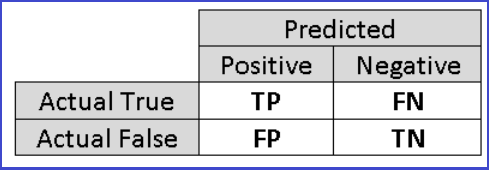 Predicted
Positive Negative
Actual True TP FN
Actual False FP TN